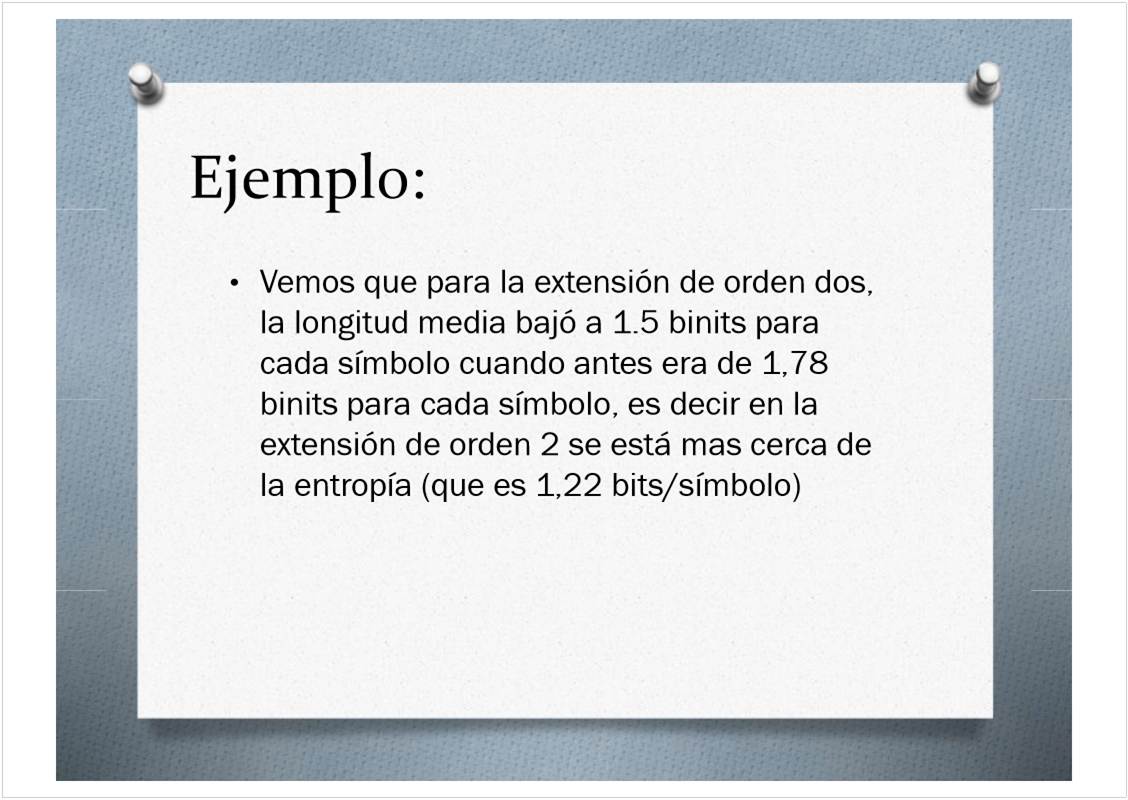 Ejemplo:
• Vemos que para la extensión de orden dos,
la longitud media bajó a 1.5 binits para
cada símbolo cuando antes era de 1,78
binits para cada símbolo, es decir en la
extensión de orden 2 se está mas cerca de
la entropía (que es 1,22 bits/símbolo)